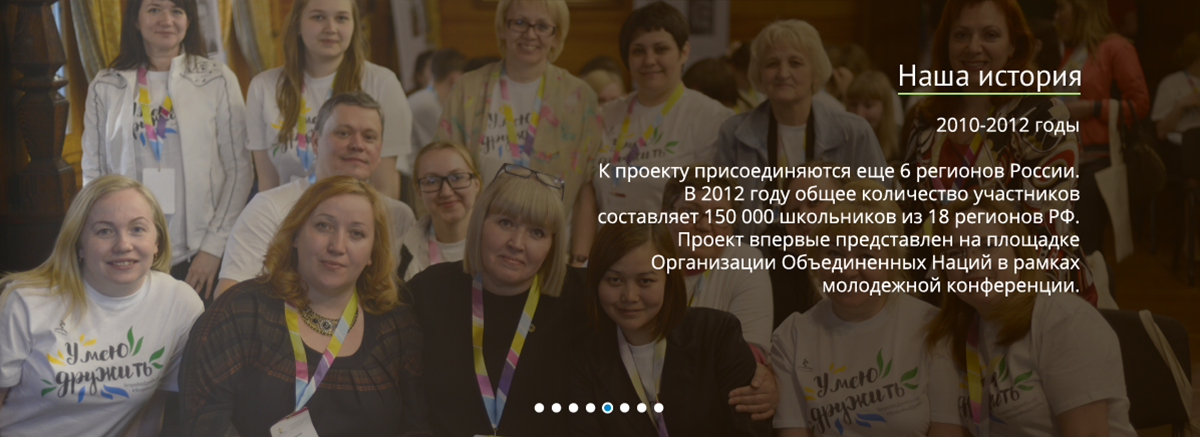 Наша история
2010-2012 годы
К проекту присоединяются еще 6 регионов России.
В 2012 году общее количество участников
составляет 150 000 школьников из 18 регионов РФ.
Проект впервые представлен на площадке
Организации Объединенных Наций в рамках
молодежной конференции.
Умею
дружить
Умею
дружить
Умею
дружить